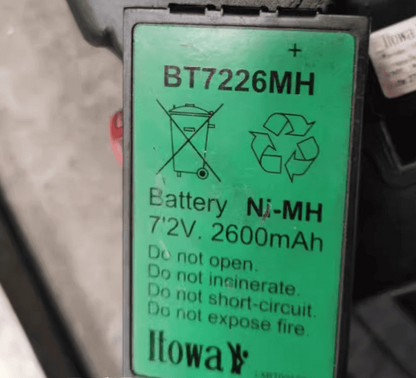 Itowa
+
BT7226MH
Battery Ni-MH
7'2V. 2600mAh
Do not open.
Do not incinerate.
Do not short-circuit.
Do not expose fire.
Itowa